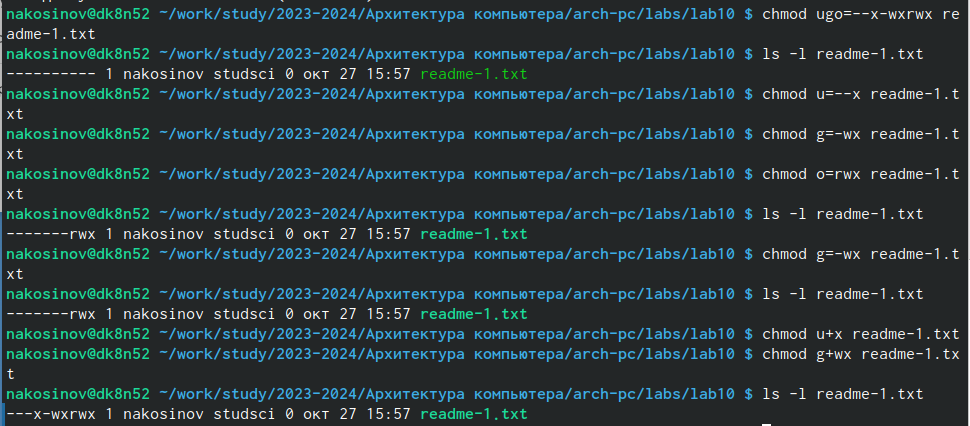 nakosinov@dk8n52 ~/work/study/2023-2024/Архитектура компьютера/arch-pc/labs/lab10 $ chmod ugo=--x-wxrwx re
adme-1.txt
nakosinov@dk8n52 ~/work/study/2023-2024/Архитектура компьютера/arch-pc/labs/lab10 $ ls -l readme-1.txt
---------- 1 nakosinov studsci 0 окт 27 15:57 readme-1.txt
nakosinov@dk8n52 ~/work/study/2023-2024/Архитектура компьютера/arch-pc/labs/lab10 $ chmod u=--x readme-1.t
xt
nakosinov@dk8n52 ~/work/study/2023-2024/Архитектура компьютера/arch-pc/labs/lab10 $ chmod g=-wx readme-1.t
xt
nakosinov@dk8n52 ~/work/study/2023-2024/Архитектура компьютера/arch-pc/labs/lab10 $ chmod o=rwx readme-1.t
xt
nakosinov@dk8n52 ~/work/study/2023-2024/Архитектура компьютера/arch-pc/labs/lab10 $ ls -l readme-1.txt
-------rwx 1 nakosinov studsci 0 окт 27 15:57 readme-1.txt
nakosinov@dk8n52 ~/work/study/2023-2024/Архитектура компьютера/arch-pc/labs/lab10 $ chmod g=-wx readme-1.t
xt
nakosinov@dk8n52 ~/work/study/2023-2024/Архитектура компьютера/arch-pc/labs/lab10 $ ls -l readme-1.txt
-------rwx 1 nakosinov studsci 0 окт 27 15:57 readme-1.txt
nakosinov@dk8n52 ~/work/study/2023-2024/Архитектура компьютера/arch-pc/labs/lab10 $ chmod u+x readme-1.txt
nakosinov@dk8n52 ~/work/study/2023-2024/Архитектура компьютера/arch-pc/labs/lab10 $ chmod g+wx readme-1.tx
t
nakosinov@dk8n52 ~/work/study/2023-2024/Архитектура компьютера/arch-pc/labs/lab10 $ ls -l readme-1.txt
---x-wxrwx 1 nakosinov studsci 0 окт 27 15:57 readme-1.txt